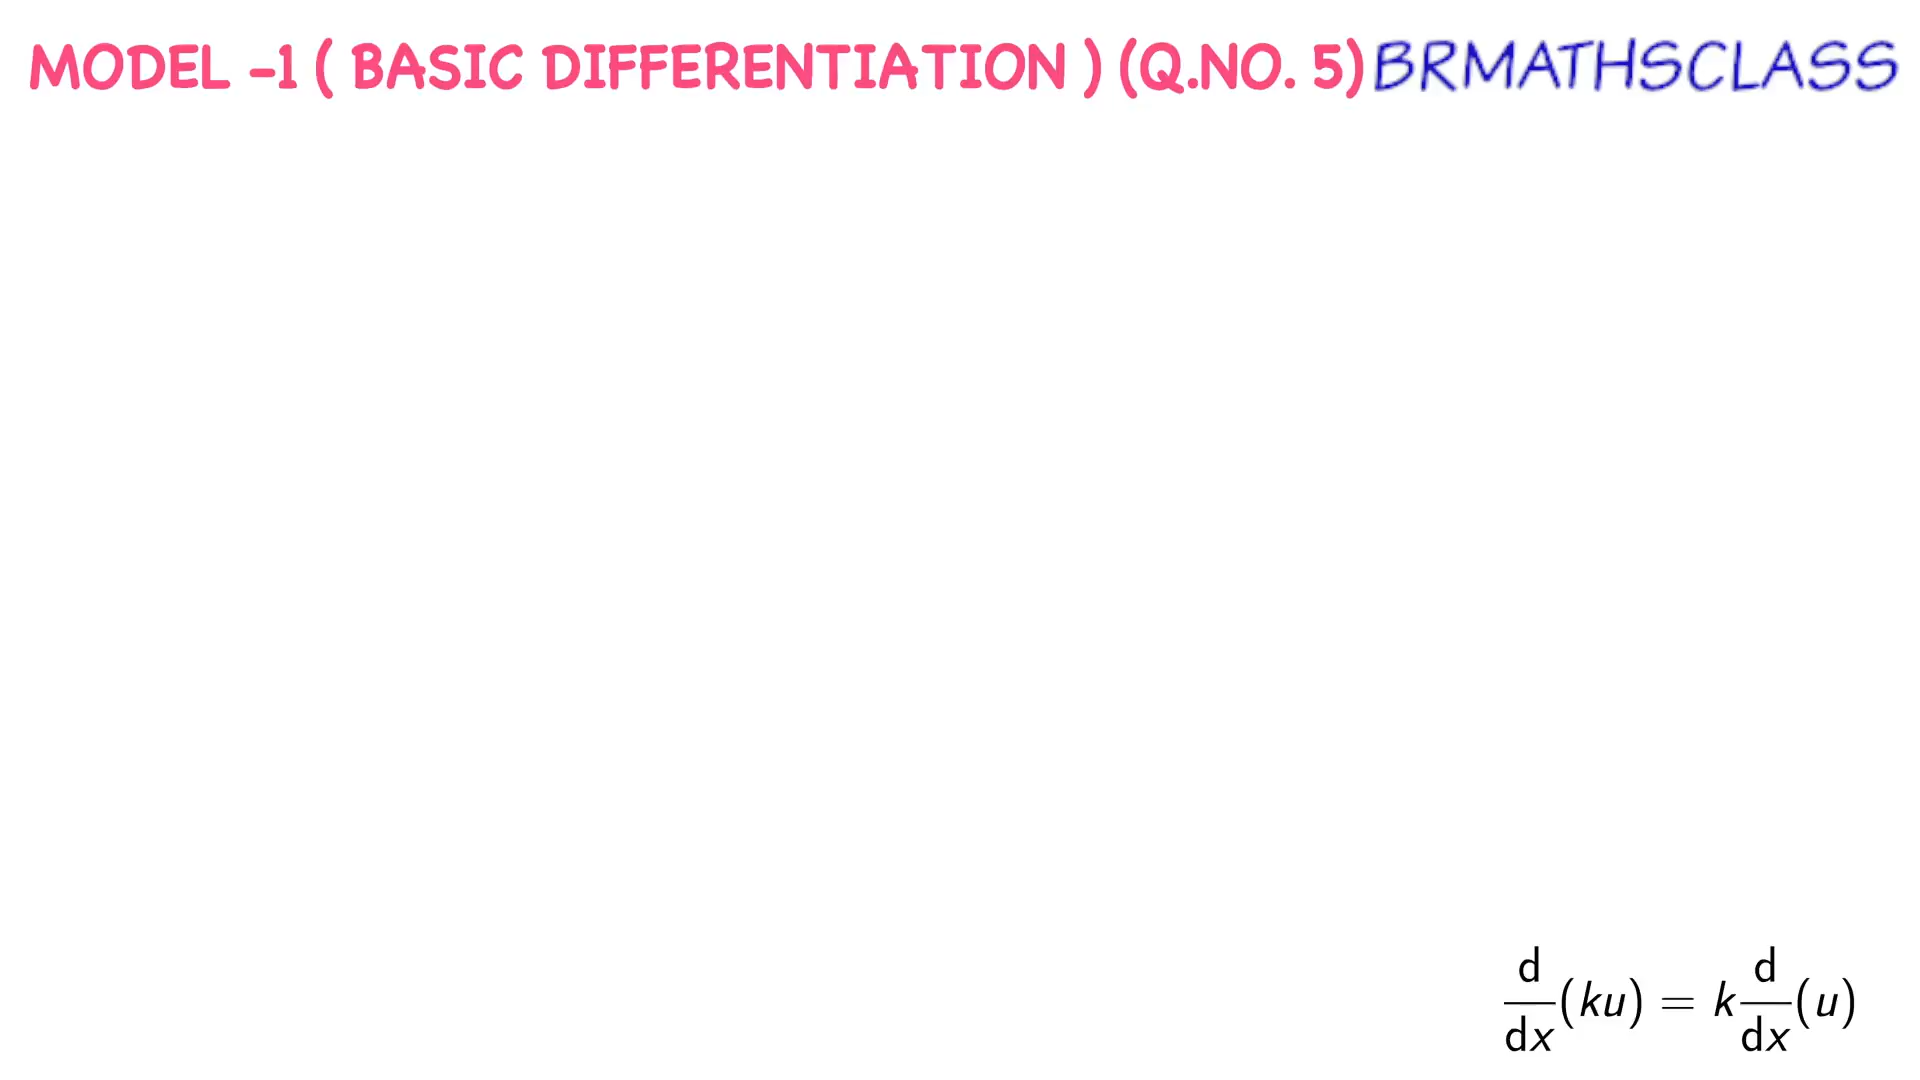 MODEL -1 ( BASIC DIFFERENTIATION ) (Q.NO. 5) BRMATHSCLASS
d/dx (ku) = k d/dx (u)